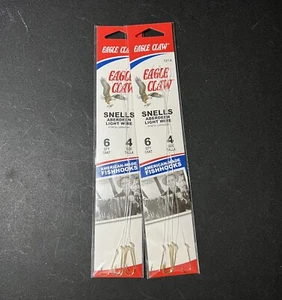 EAGLE CLAW
EAGLE
CLAW
SNELLS
ABERDEEN
LIGHT WIRE
6
4
AMERICAN-MADE
FISHHOOKS
EAGLE CLAW
EAGLE
CLAW
SNELLS
ABERDEEN
LIGHT WIRE
6
4
AMERICAN-MADE
FISHHOOKS